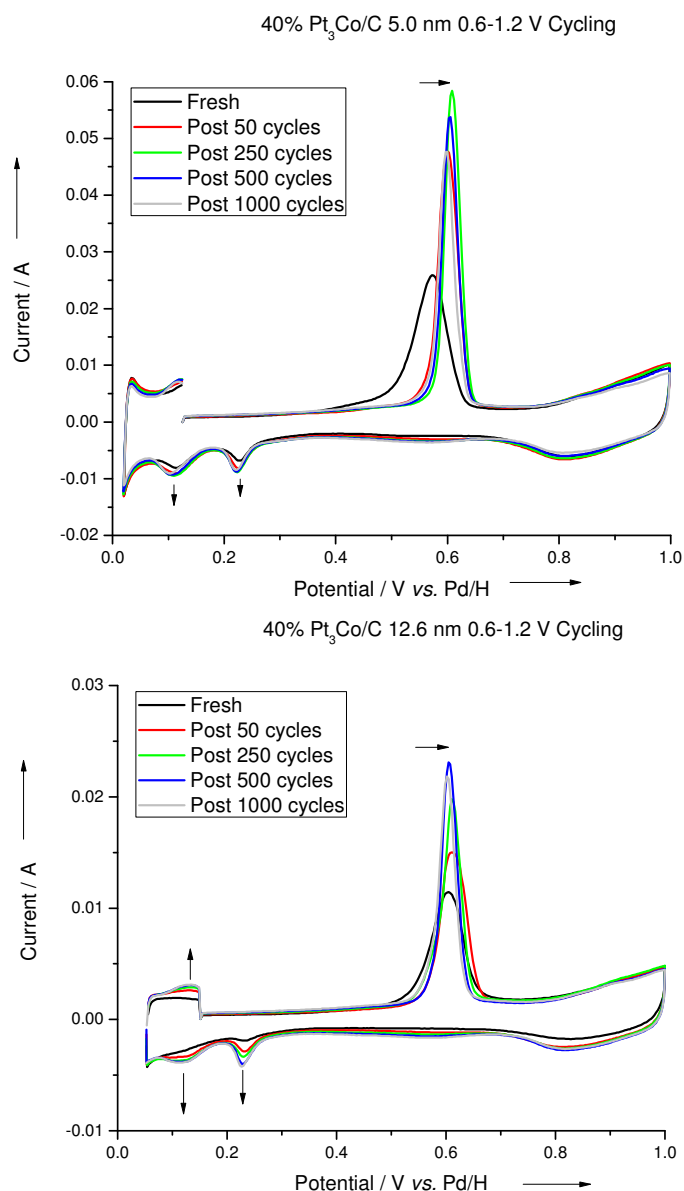 40% Pt3Co/C 5.0 nm 0.6-1.2 V Cycling
0.06
0.05
0.04
0.03
0.02
0.01
0.00
-0.01
-0.02
Current / A
Fresh
Post 50 cycles
Post 250 cycles
Post 500 cycles
Post 1000 cycles
0.0 0.2 0.4 0.6 0.8 1.0
Potential / V vs. Pd/H
40% Pt3Co/C 12.6 nm 0.6-1.2 V Cycling
0.03
0.02
0.01
0.00
-0.01
Current / A
Fresh
Post 50 cycles
Post 250 cycles
Post 500 cycles
Post 1000 cycles
0.0 0.2 0.4 0.6 0.8 1.0
Potential / V vs. Pd/H